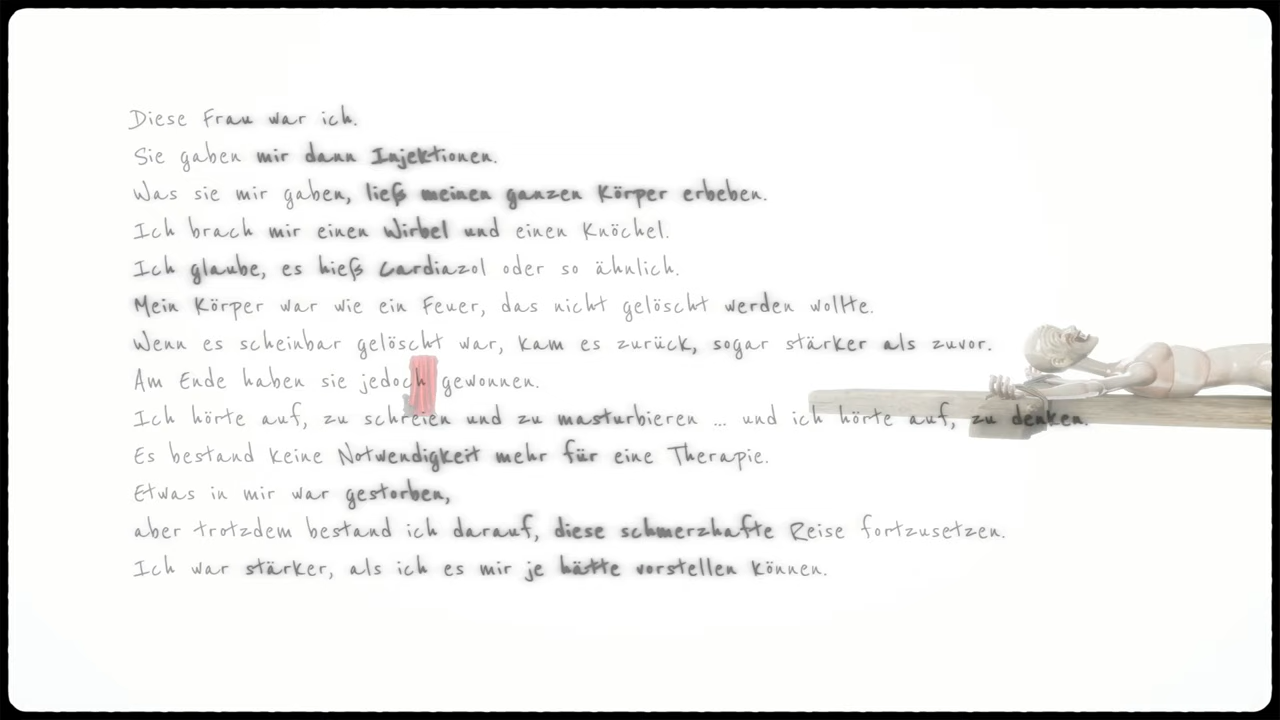 Diese Frau war ich.
Sie gaben mir dann Injektionen.
Was sie mir gaben, ließ meinen ganzen Körper erbeben.
Ich brach mir einen Wirbel und einen Knöchel.
Ich glaube, es hieß Cardiazol oder so ähnlich.
Mein Körper war wie ein Feuer, das nicht gelöscht werden wollte.
Wenn es scheinbar gelöscht war, kam es zurück, sogar stärker als zuvor.
Am Ende haben sie jedoch gewonnen.
Ich hörte auf, zu schreien und zu masturbieren ... und ich hörte auf, zu denken.
Es bestand keine Notwendigkeit mehr für eine Therapie.
Etwas in mir war gestorben,
aber trotzdem bestand ich darauf, diese schmerzhafte Reise fortzusetzen.
Ich war stärker, als ich es mir je hätte vorstellen können.